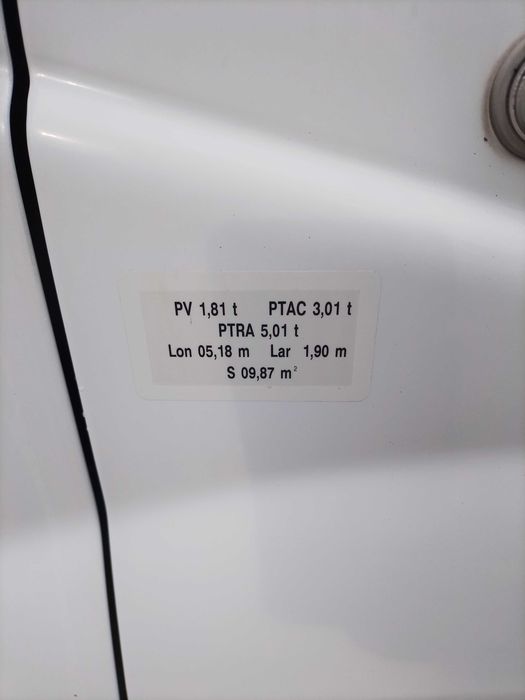 PV 1,81 t PTAC 3,01 t
PTRA 5,01 t
Lon 05,18 m Lar 1,90 m
S 09,87 m²